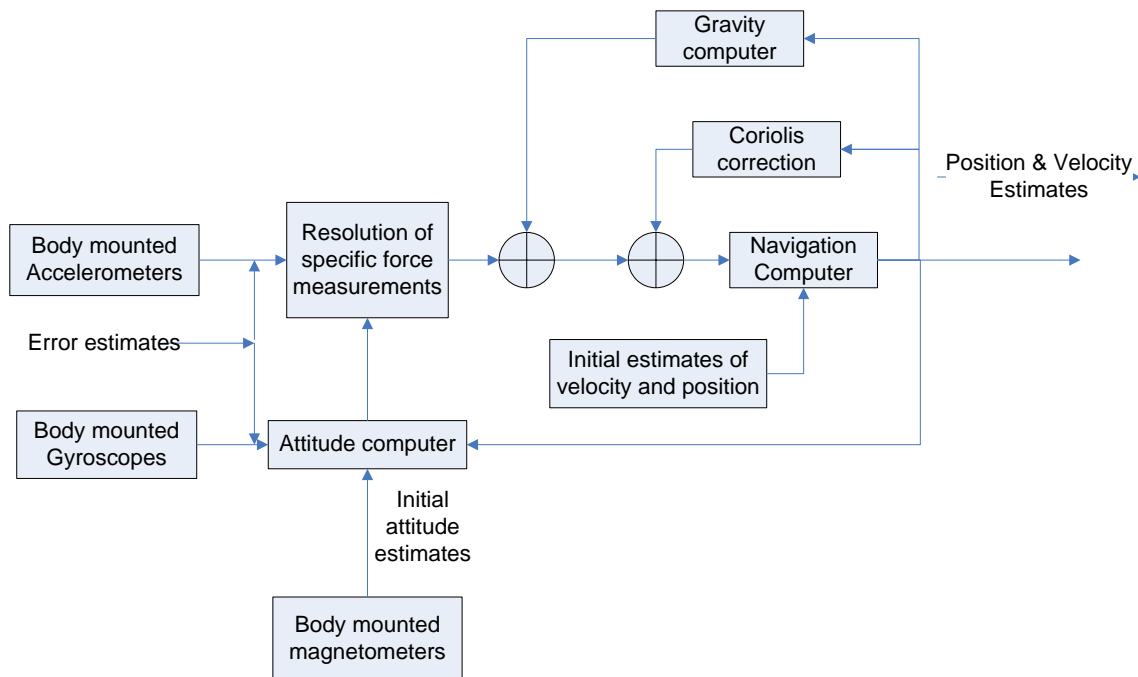 Gravity
computer
Coriolis
correction
Position & Velocity
Estimates
Body mounted
Accelerometers
Resolution of
specific force
measurements
Navigation
Computer
Error estimates
Initial estimates of
velocity and position
Body mounted
Gyroscopes
Attitude computer
Initial
attitude
estimates
Body mounted
magnetometers